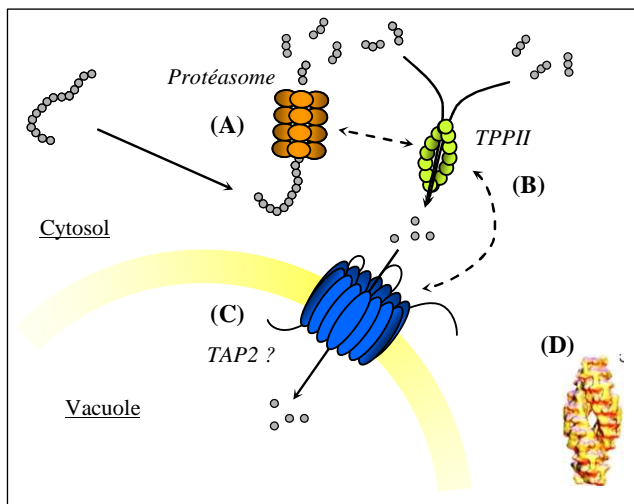 Protéasome
(A)
TPPII
(B)
Cytosol
(C)
TAP2 ?
(D)
Vacuole